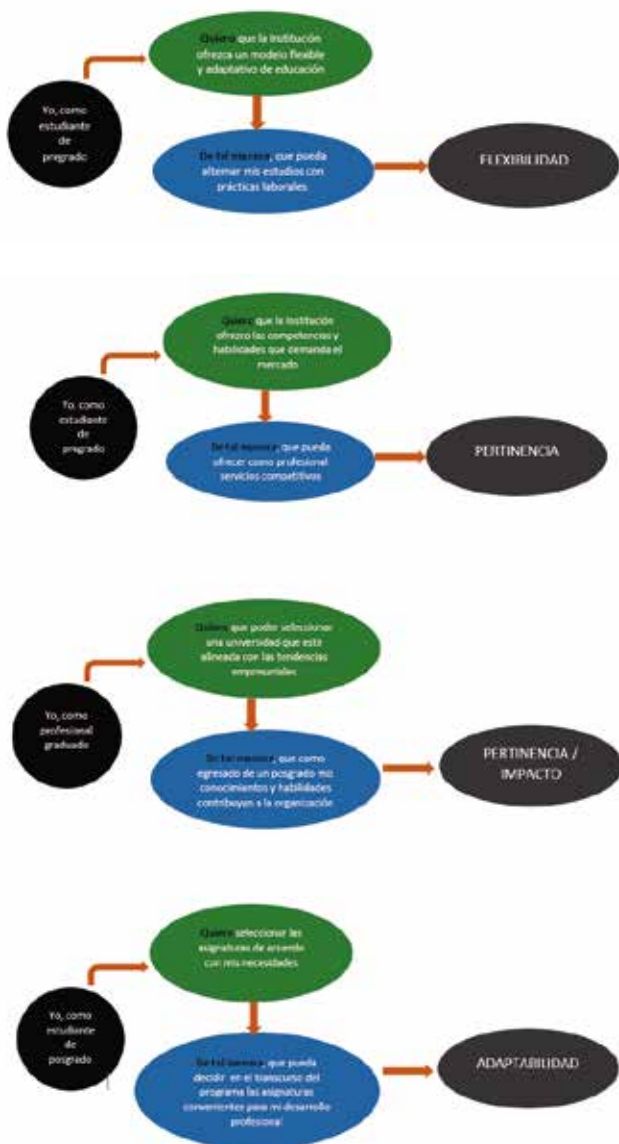 Quiero que la Institución
ofrezca un modelo flexible
y adaptativo de educación
Yo, como
estudiante
de
pregrado
De tal manera, que pueda
alternar mis estudios con
prácticas laborales
FLEXIBILIDAD
Quiero que la Institución
ofrezca las competencias y
habilidades que demanda el
mercado
Yo, como
estudiante
de
pregrado
De tal manera, que pueda
ofrecer como profesional
servicios competitivos
PERTINENCIA
Quiero que poder seleccionar
una universidad que este
alineada con las tendencias
empresariales
Yo, como
profesional
graduado
De tal manera, que como
egresado de un posgrado mis
conocimientos y habilidades
contribuyan a la organización
PERTINENCIA /
IMPACTO
Quiero seleccionar las
asignaturas de acuerdo
con mis necesidades
Yo, como
estudiante
de
posgrado
De tal manera, que pueda
decidir en el transcurso del
programa las asignaturas
convenientes para mi desarrollo
profesional
ADAPTABILIDAD